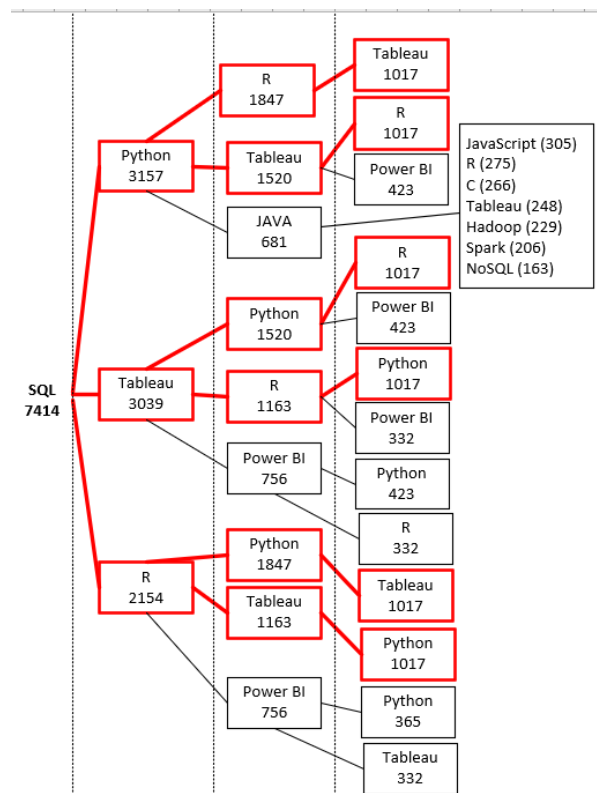 SQL
7414
Python
3157
R
1847
Tableau
1017
Tableau
1520
R
1017
Power BI
423
JAVA
681
JavaScript (305)
R (275)
C (266)
Tableau (248)
Hadoop (229)
Spark (206)
NoSQL (163)
Tableau
3039
Python
1520
R
1017
Power BI
423
R
1163
Python
1017
Power BI
332
Power BI
756
Python
423
R
332
R
2154
Python
1847
Tableau
1017
Tableau
1163
Python
1017
Power BI
756
Python
365
Tableau
332